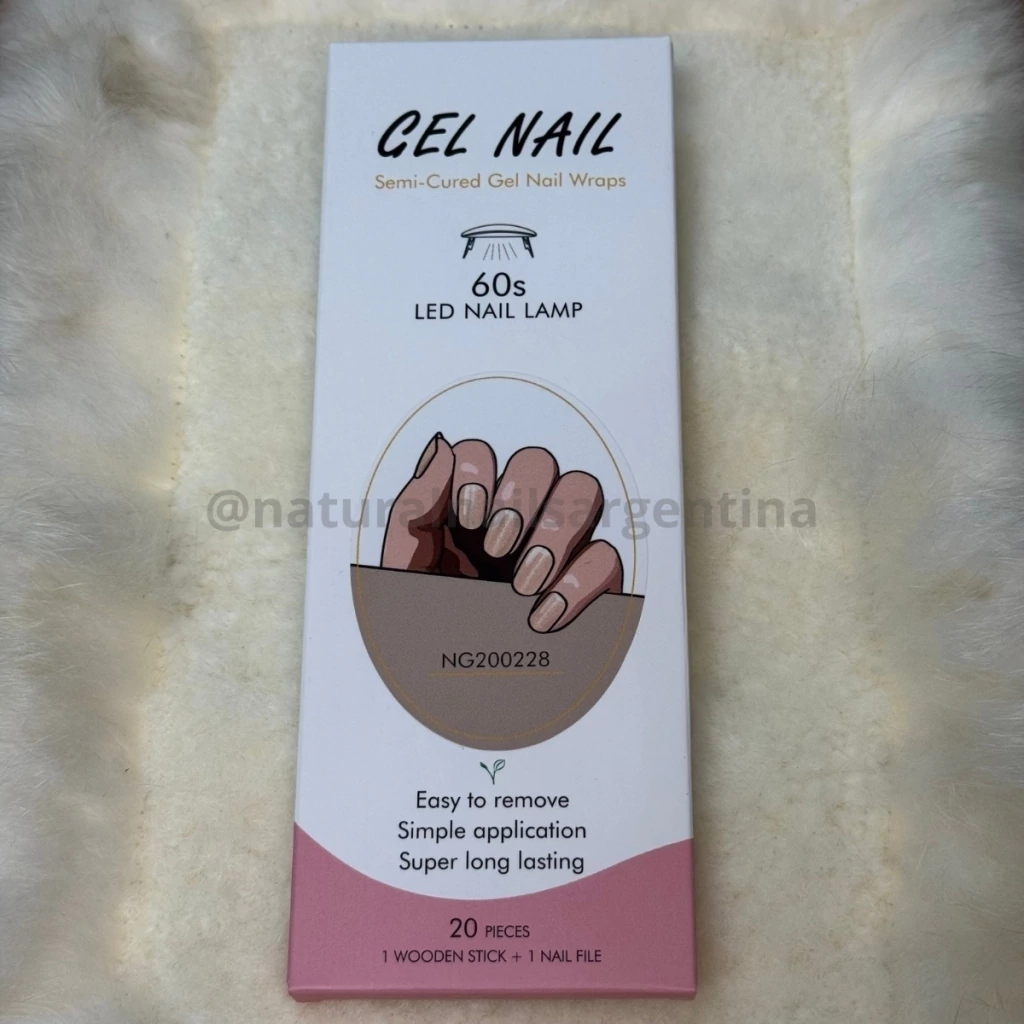 GEL NAIL
Semi-Cured Gel Nail Wraps
60s
LED NAIL LAMP
@naturalnailsargentina
NG200228
Easy to remove
Simple application
Super long lasting
20 PIECES
1 WOODEN STICK + 1 NAIL FILE